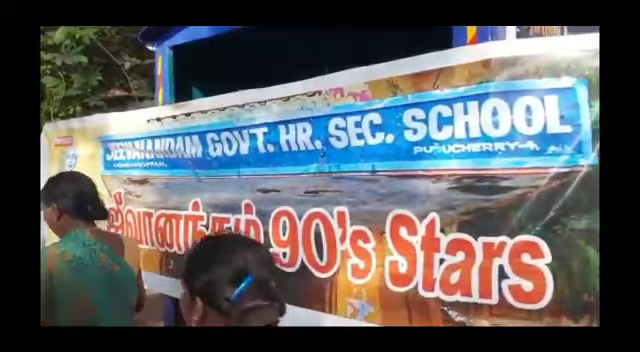 JEEVANANDAM GOVT. HR. SEC. SCHOOL
PUDUCHERRY-4.
ஜீவானந்தம் 90's Stars